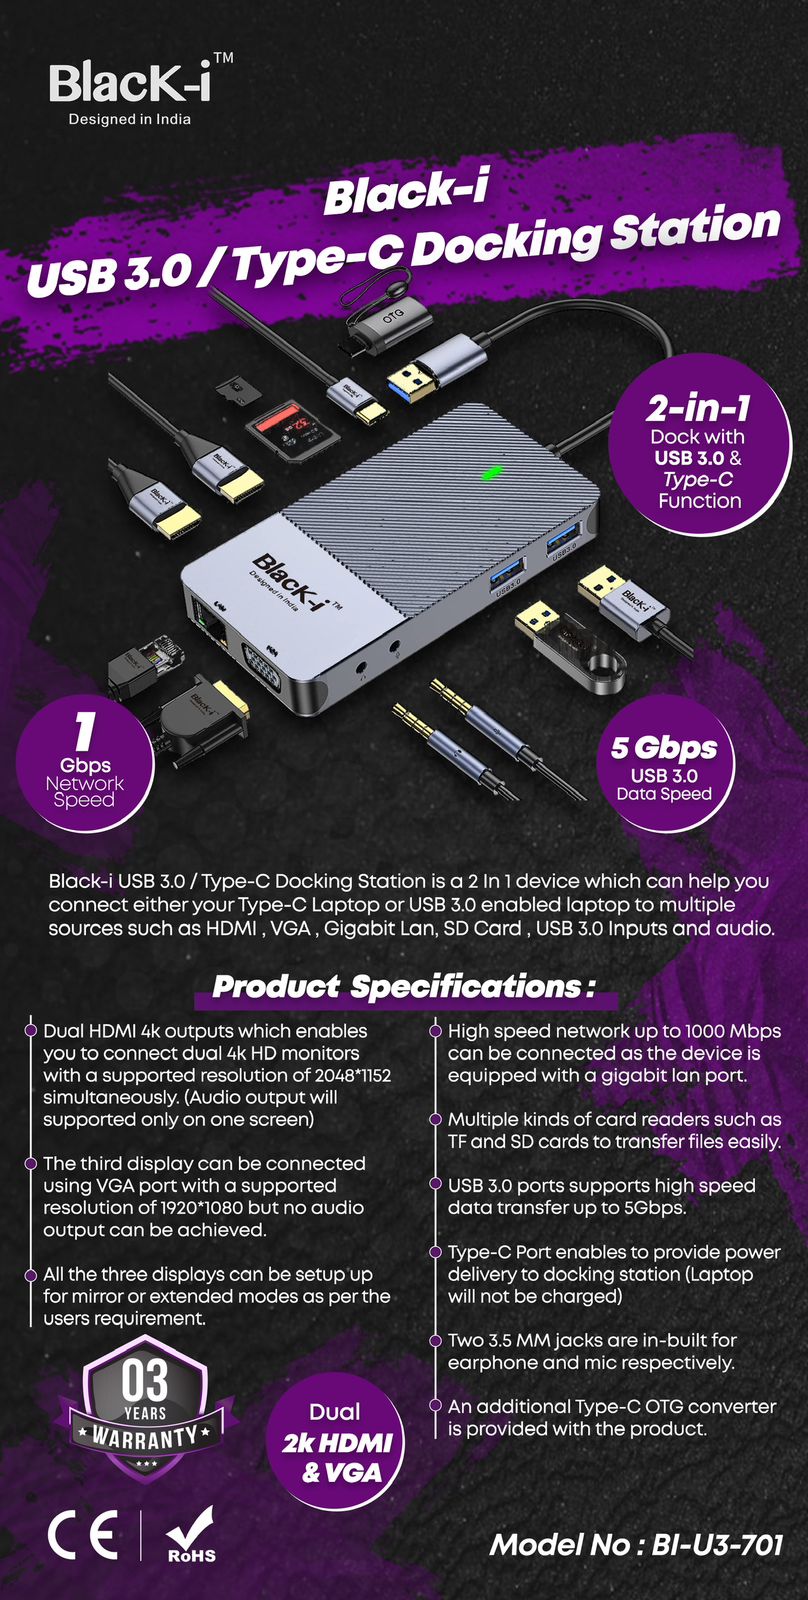 BlacK-i™
Designed in India
Black-i
USB 3.0 / Type-C Docking Station
OTG
BlacK-i
32
BlacK-i
BlacK-i
2-in-1
Dock with
USB 3.0 &
Type-C
Function
USB3.0
USB3.0
BlacK-i™
Designed in India
LAN
BlacK-i
BlacK-i
1
Gbps
Network
Speed
5 Gbps
USB 3.0
Data Speed
Black-i USB 3.0 / Type-C Docking Station is a 2 In 1 device which can help you
connect either your Type-C Laptop or USB 3.0 enabled laptop to multiple
sources such as HDMI , VGA , Gigabit Lan, SD Card , USB 3.0 Inputs and audio.
Product Specifications :
Dual HDMI 4k outputs which enables
you to connect dual 4k HD monitors
with a supported resolution of 2048*1152
simultaneously. (Audio output will
supported only on one screen)
The third display can be connected
using VGA port with a supported
resolution of 1920*1080 but no audio
output can be achieved.
All the three displays can be setup up
for mirror or extended modes as per the
users requirement.
High speed network up to 1000 Mbps
can be connected as the device is
equipped with a gigabit lan port.
Multiple kinds of card readers such as
TF and SD cards to transfer files easily.
USB 3.0 ports supports high speed
data transfer up to 5Gbps.
Type-C Port enables to provide power
delivery to docking station (Laptop
will not be charged)
Two 3.5 MM jacks are in-built for
earphone and mic respectively.
An additional Type-C OTG converter
is provided with the product.
03
YEARS
WARRANTY
Dual
2k HDMI
& VGA
CE
RoHS
Model No : BI-U3-701